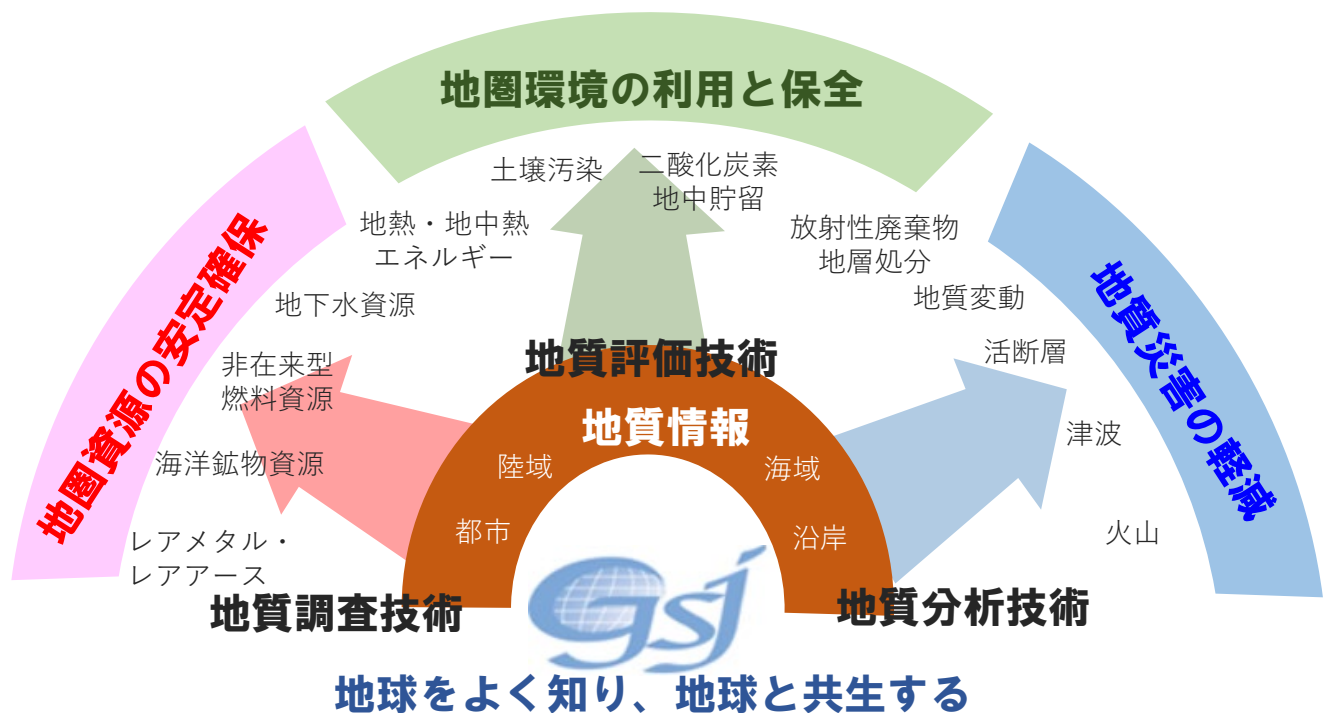 地圏環境の利用と保全
地圏資源の安定確保
地質災害の軽減
土壌汚染
二酸化炭素
地中貯留
地熱・地中熱
エネルギー
放射性廃棄物
地層処分
地下水資源
地質変動
非在来型
燃料資源
活断層
海洋鉱物資源
津波
レアメタル・
レアアース
火山
地質評価技術
地質情報
陸域
海域
都市
沿岸
地質調査技術
GSJ
地質分析技術
地球をよく知り、地球と共生する